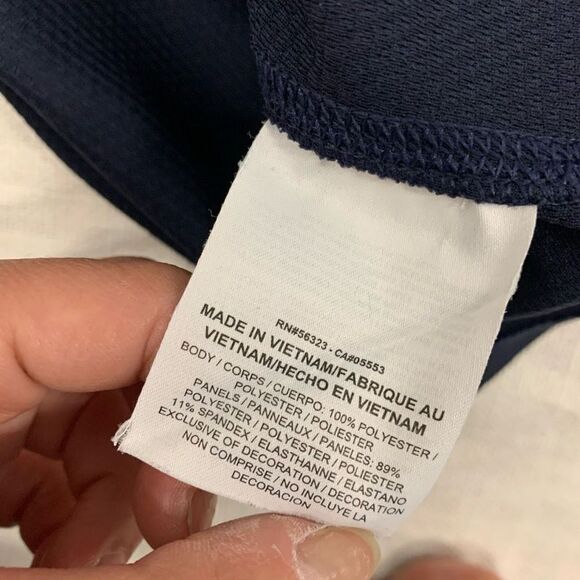 RN#56323 - CA#05553
MADE IN VIETNAM/FABRIQUE AU
VIETNAM/HECHO EN VIETNAM
BODY / CORPS / CUERPO: 100% POLYESTER /
POLYESTER / POLIESTER
PANELS / PANNEAUX / PANELES: 89%
POLYESTER / POLYESTER / POLIESTER
11% SPANDEX / ELASTHANNE / ELASTANO
EXCLUSIVE OF DECORATION / DECORATION
NON COMPRISE / NO INCLUYE LA
DECORACION